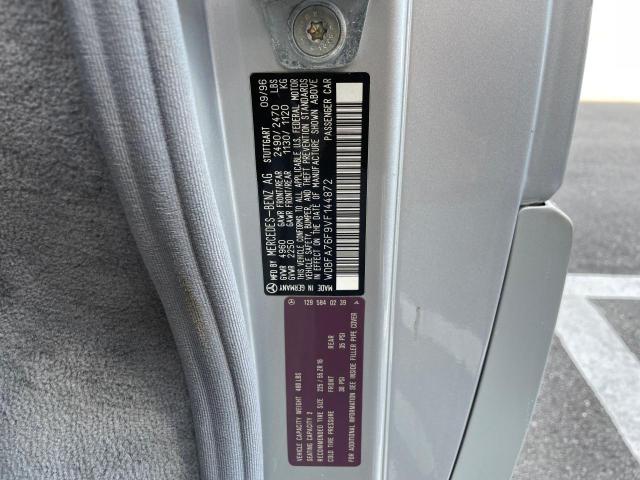 MFD BY MERCEDES-BENZ AG STUTTGART 09/96
GVWR 4960 GAWR FRONT/REAR 2490/2470 LBS
GVWR 2250 GAWR FRONT/REAR 1130/1120 KG
THIS VEHICLE CONFORMS TO ALL APPLICABLE U.S. FEDERAL MOTOR
VEHICLE SAFETY, BUMPER, AND THEFT PREVENTION STANDARDS
IN EFFECT ON THE DATE OF MANUFACTURE SHOWN ABOVE
WDBFA76F9VF144872 PASSENGER CAR
MADE IN GERMANY
129 584 02 39
VEHICLE CAPACITY WEIGHT 480 LBS
SEATING CAPACITY 2
RECOMMENDED TIRE SIZE 225/55 ZR 16
COLD TIRE PRESSURE FRONT 30 PSI REAR 35 PSI
FOR ADDITIONAL INFORMATION SEE INSIDE FILLER PIPE COVER